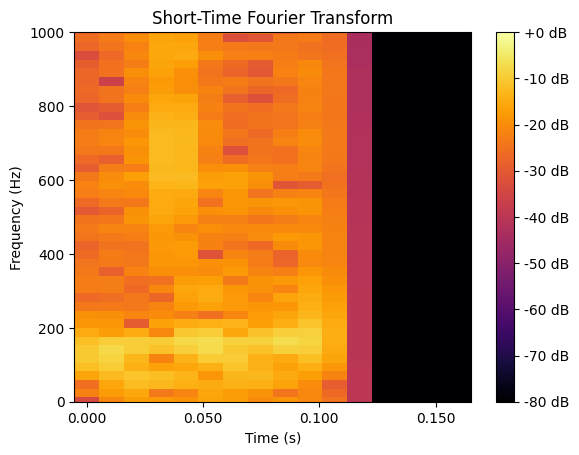 Short-Time Fourier Transform
1000
800
600
400
200
0
Frequency (Hz)
0.000
0.050
0.100
0.150
Time (s)
+0 dB
-10 dB
-20 dB
-30 dB
-40 dB
-50 dB
-60 dB
-70 dB
-80 dB